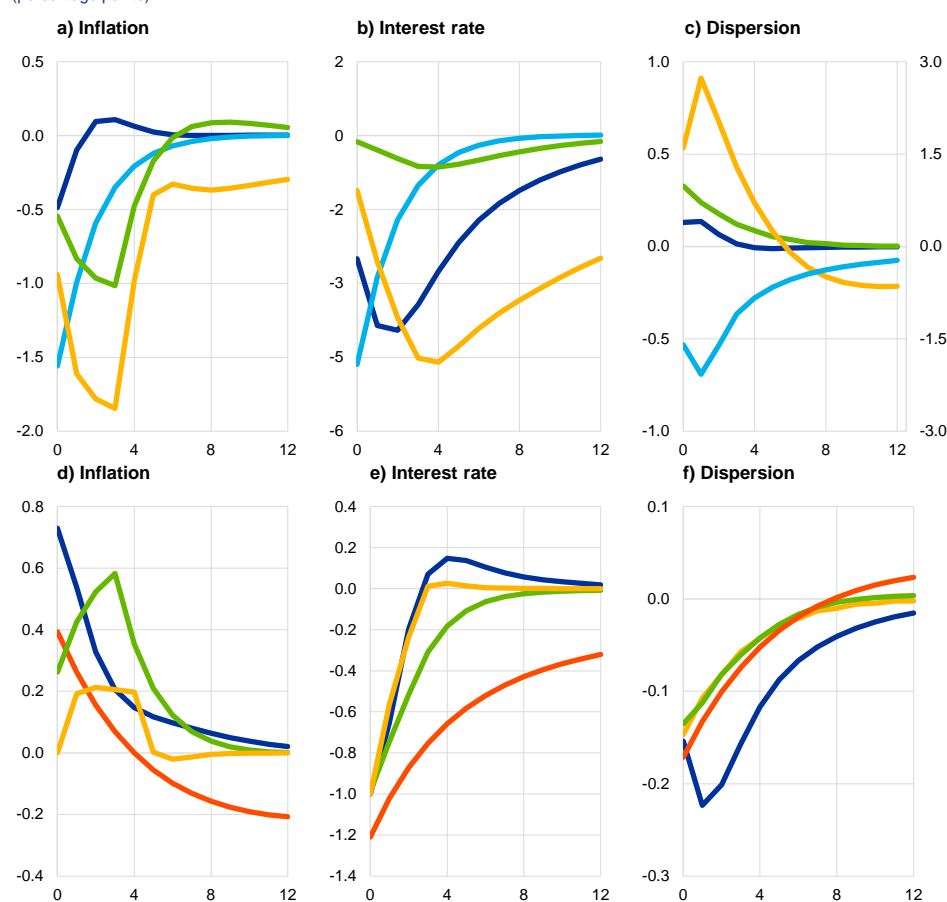 a) Inflation b) Interest rate c) Dispersion
0.5 2 1.0 3.0
0.0 0 0.5 1.5
-0.5 -2 0.0 0.0
-1.0 -3
-1.5 -5 -0.5 -1.5
-2.0 -6 -1.0 -3.0
0 4 8 12 0 4 8 12 0 4 8 12
d) Inflation e) Interest rate f) Dispersion
0.8 0.4 0.1
0.6 0.2 0.0
0.4 0.0
0.2 -0.2 -0.1
0.0 -0.4
-0.2 -0.6 -0.2
-0.4 -0.8 -0.3
-1.0
-1.2
-1.4
0 4 8 12 0 4 8 12 0 4 8 12